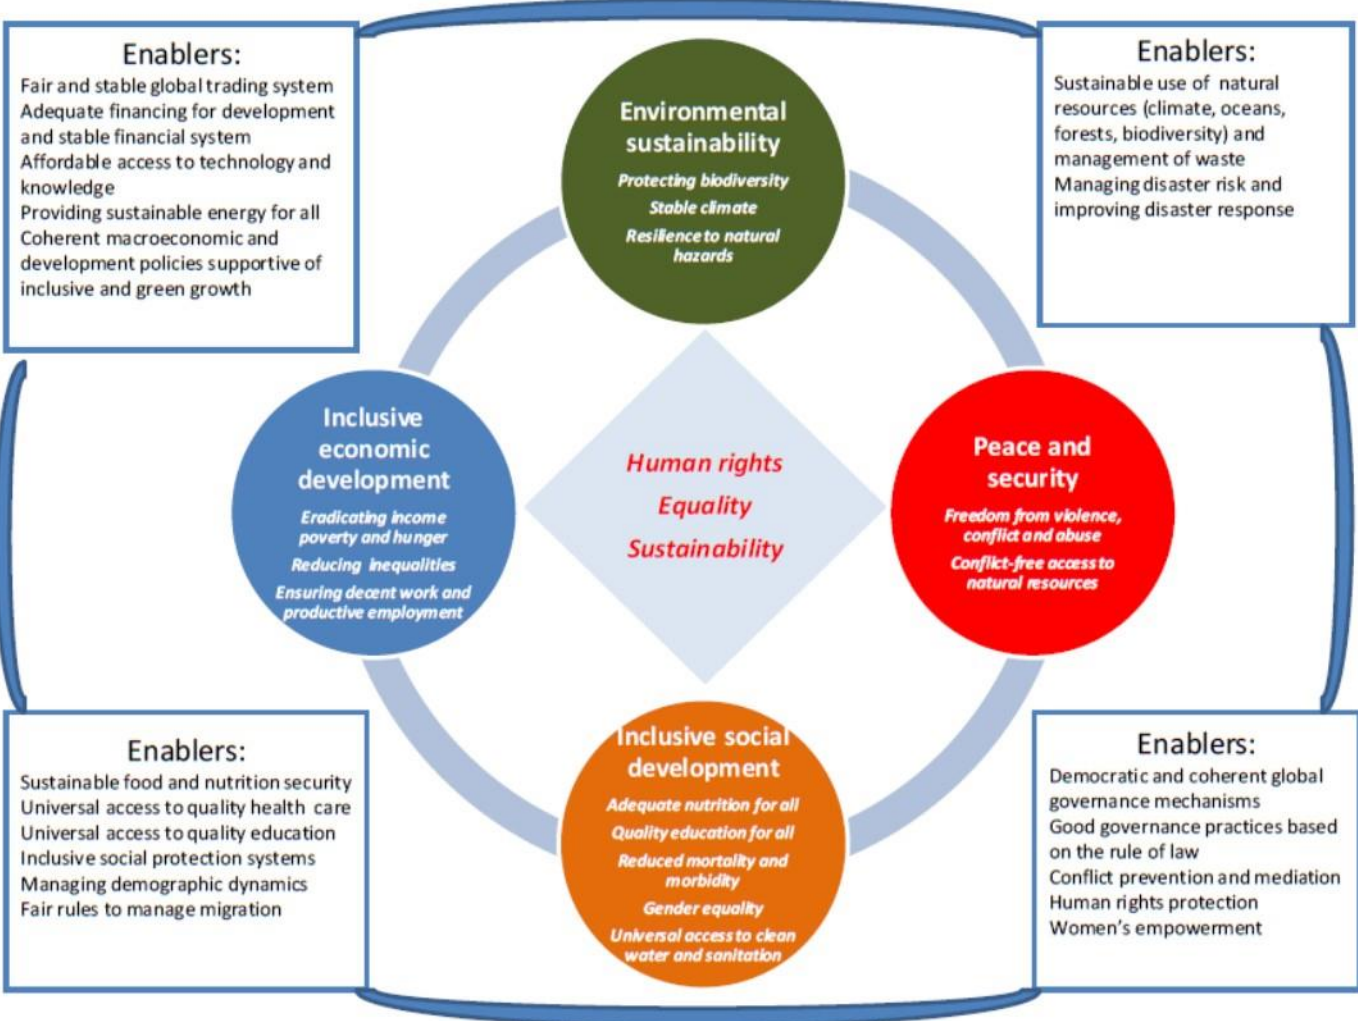 Enablers:
Fair and stable global trading system
Adequate financing for development
and stable financial system
Affordable access to technology and
knowledge
Providing sustainable energy for all
Coherent macroeconomic and
development policies supportive of
inclusive and green growth
Environmental
sustainability
Protecting biodiversity
Stable climate
Resilience to natural
hazards
Enablers:
Sustainable use of natural
resources (climate, oceans,
forests, biodiversity) and
management of waste
Managing disaster risk and
improving disaster response
Inclusive
economic
development
Eradicating income
poverty and hunger
Reducing inequalities
Ensuring decent work and
productive employment
Human rights
Equality
Sustainability
Peace and
security
Freedom from violence,
conflict and abuse
Conflict-free access to
natural resources
Enablers:
Sustainable food and nutrition security
Universal access to quality health care
Universal access to quality education
Inclusive social protection systems
Managing demographic dynamics
Fair rules to manage migration
Inclusive social
development
Adequate nutrition for all
Quality education for all
Reduced mortality and
morbidity
Gender equality
Universal access to clean
water and sanitation
Enablers:
Democratic and coherent global
governance mechanisms
Good governance practices based
on the rule of law
Conflict prevention and mediation
Human rights protection
Women's empowerment